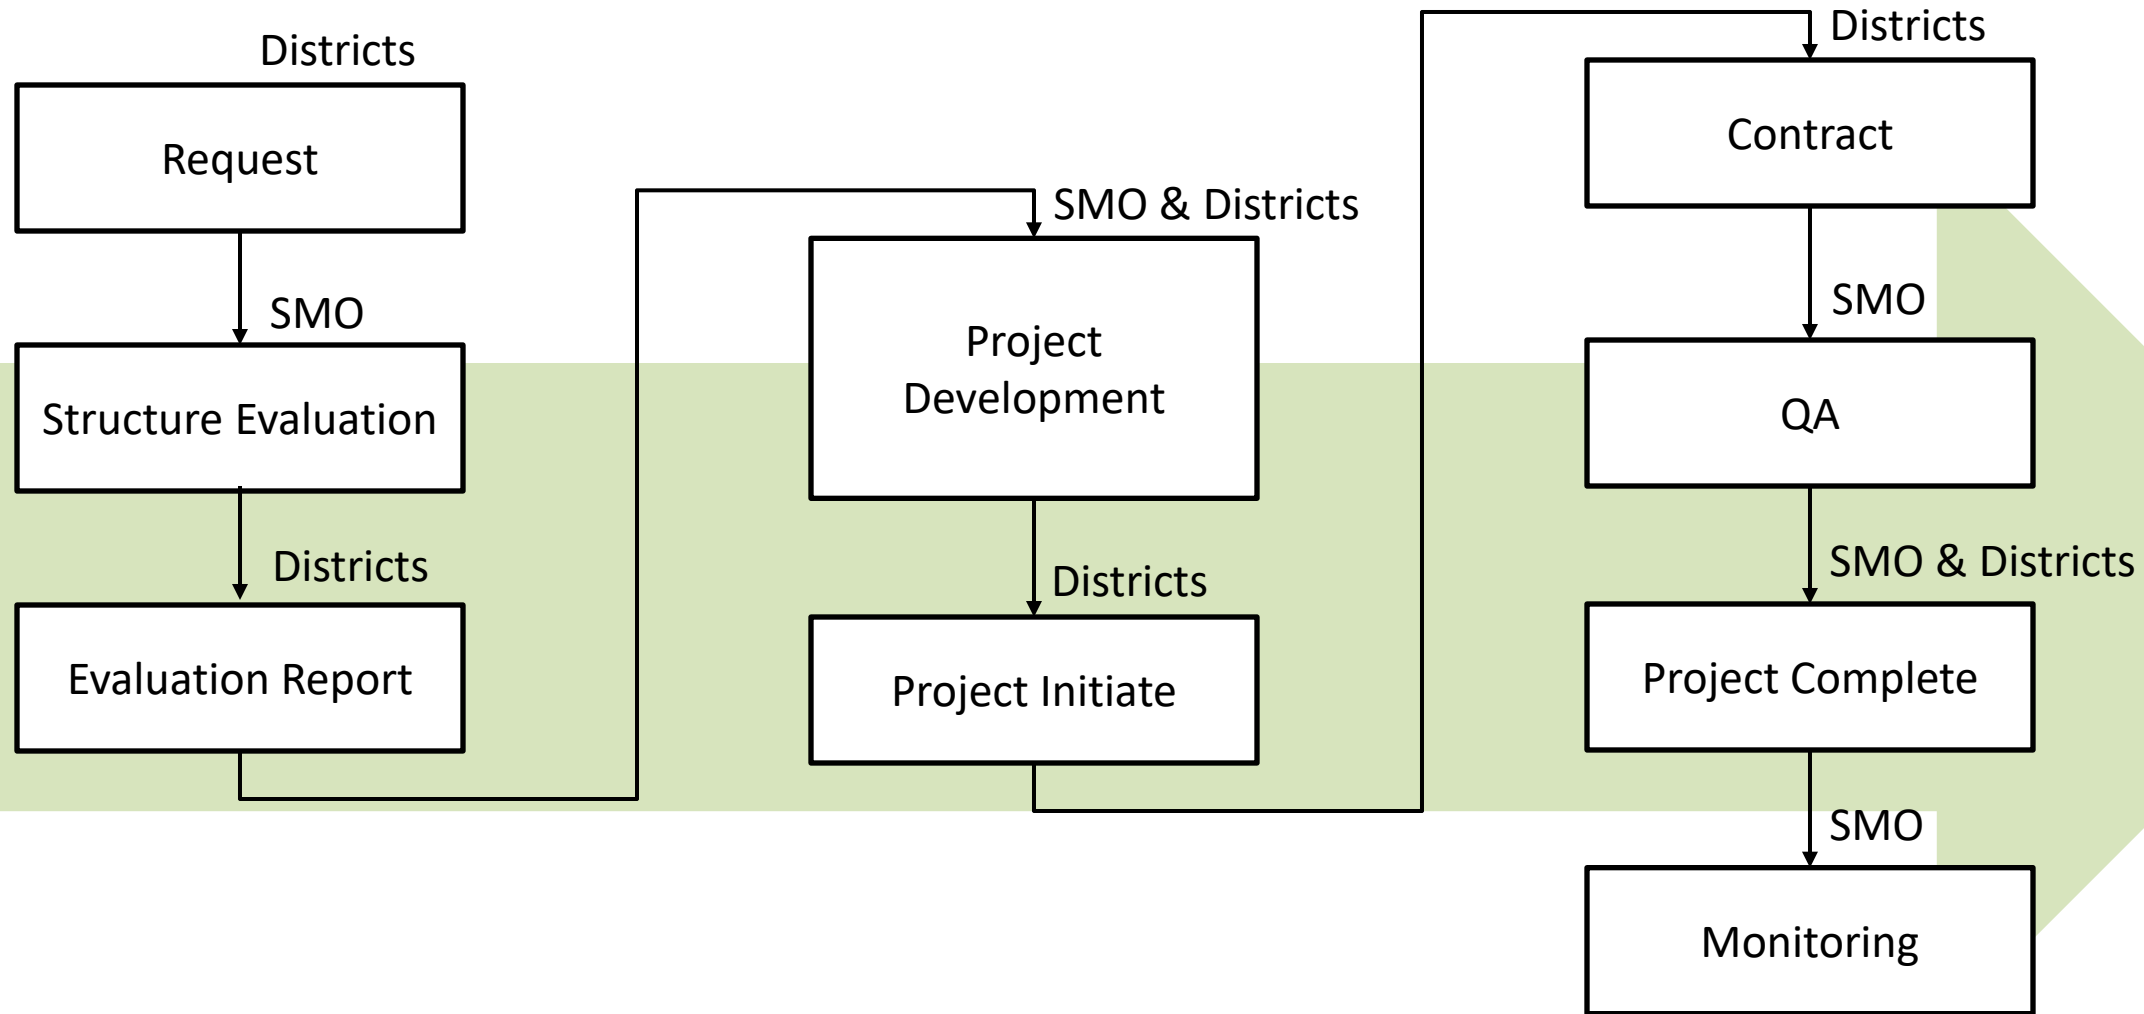 Districts
Request
SMO
Structure Evaluation
Districts
Evaluation Report
SMO & Districts
Project
Development
Districts
Project Initiate
Districts
Contract
SMO
QA
SMO & Districts
Project Complete
SMO
Monitoring